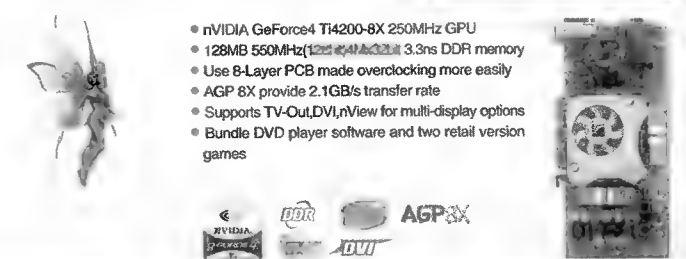 nVIDIA GeForce4 Ti4200-8X 250MHz GPU
128MB 550MHz( 3.3ns DDR memory
Use 8-Layer PCB made overclocking more easily
AGP 8X provide 2.1GB/s transfer rate
Supports TV-Out,DVI,nView for multi-display options
Bundle DVD player software and two retail version
games
DDR
AGP8X
NVIDIA
DVI